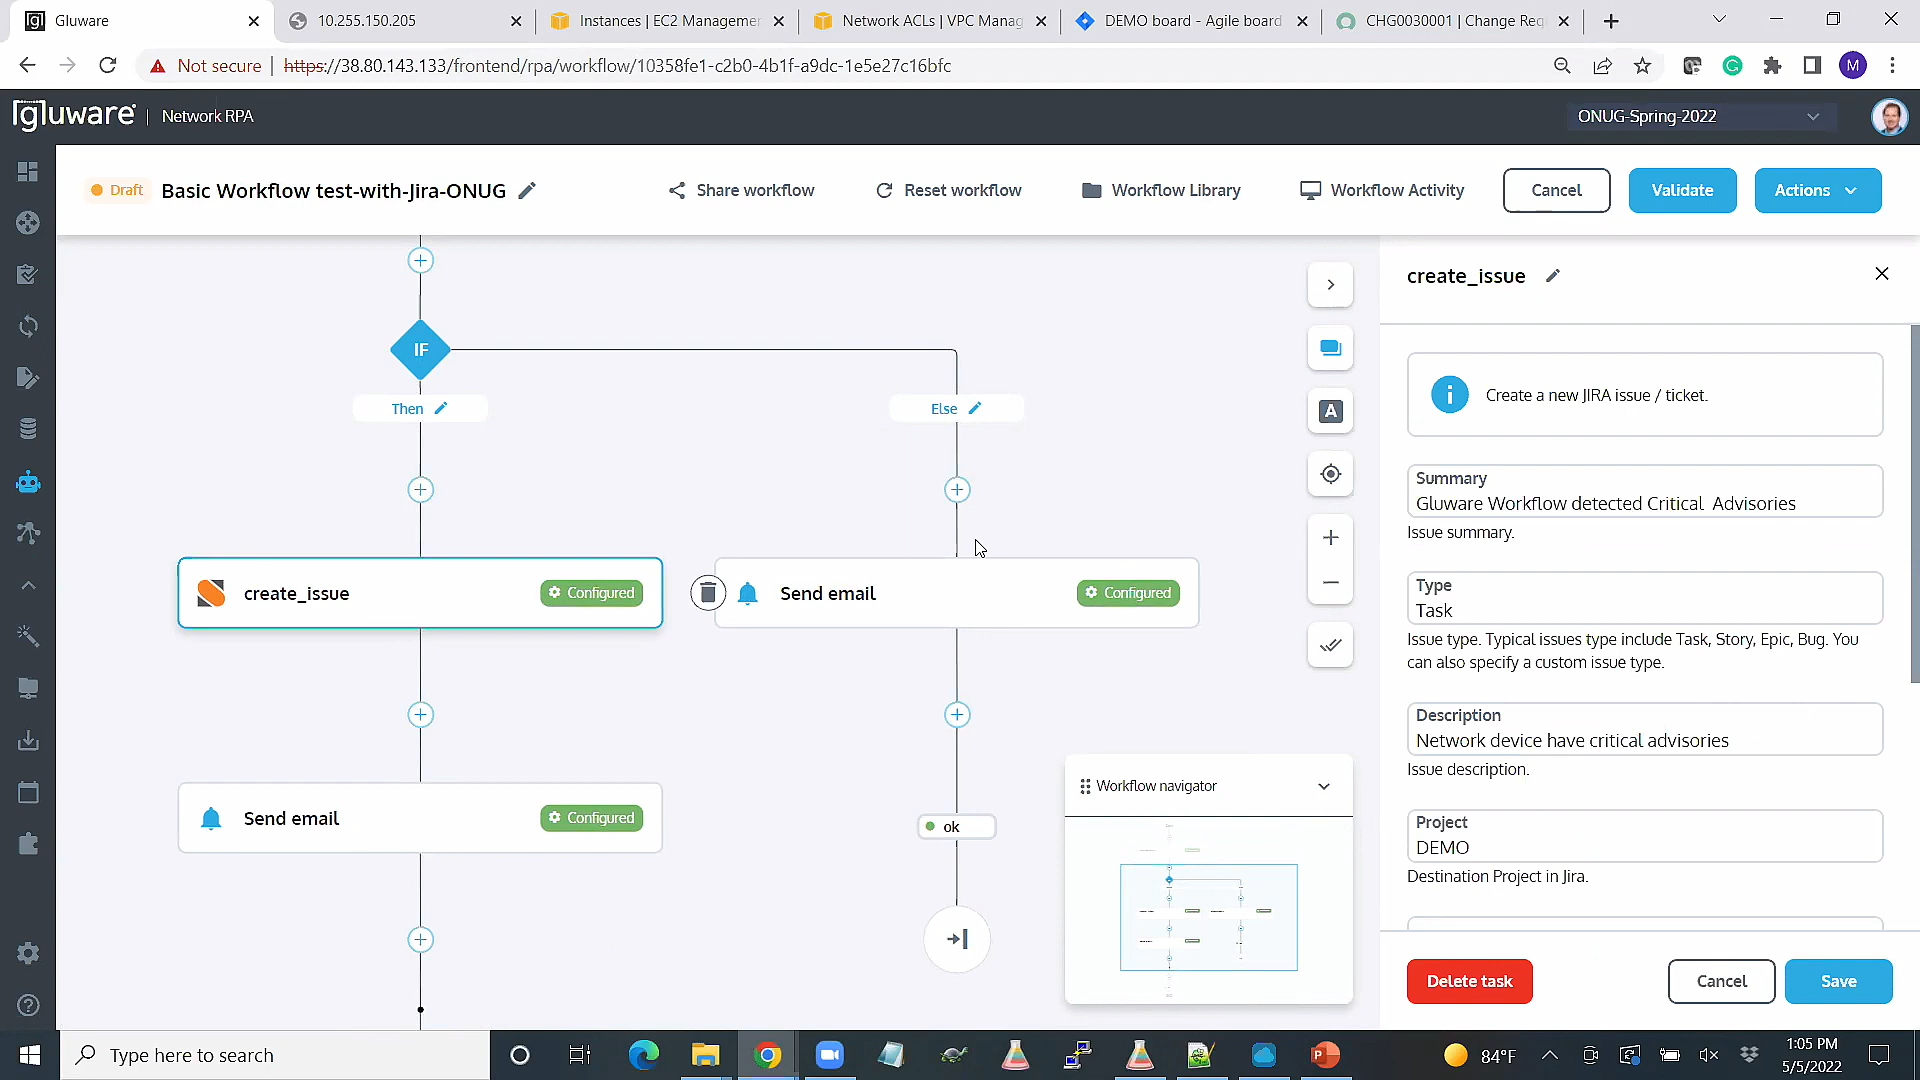 Gluware
10.255.150.205
Instances | EC2 Managemer
Network ACLs | VPC Manag
DEMO board - Agile board
CHG0030001 | Change Req
Not secure
https://38.80.143.133/frontend/rpa/workflow/10358fe1-c2b0-4b1f-a9dc-1e5e27c16bfc
M
gluware
Network RPA
ONUG-Spring-2022
Draft
Basic Workflow test-with-Jira-ONUG
Share workflow
Reset workflow
Workflow Library
Workflow Activity
Cancel
Validate
Actions
IF
Then
Else
create_issue
Configured
Send email
Configured
Send email
Configured
ok
A
Workflow navigator
create_issue
Create a new JIRA issue / ticket.
Summary
Gluware Workflow detected Critical  Advisories
Issue summary.
Type
Task
Issue type. Typical issues type include Task, Story, Epic, Bug. You
can also specify a custom issue type.
Description
Network device have critical advisories
Issue description.
Project
DEMO
Destination Project in Jira.
Delete task
Cancel
Save
Type here to search
84°F
1:05 PM
5/5/2022